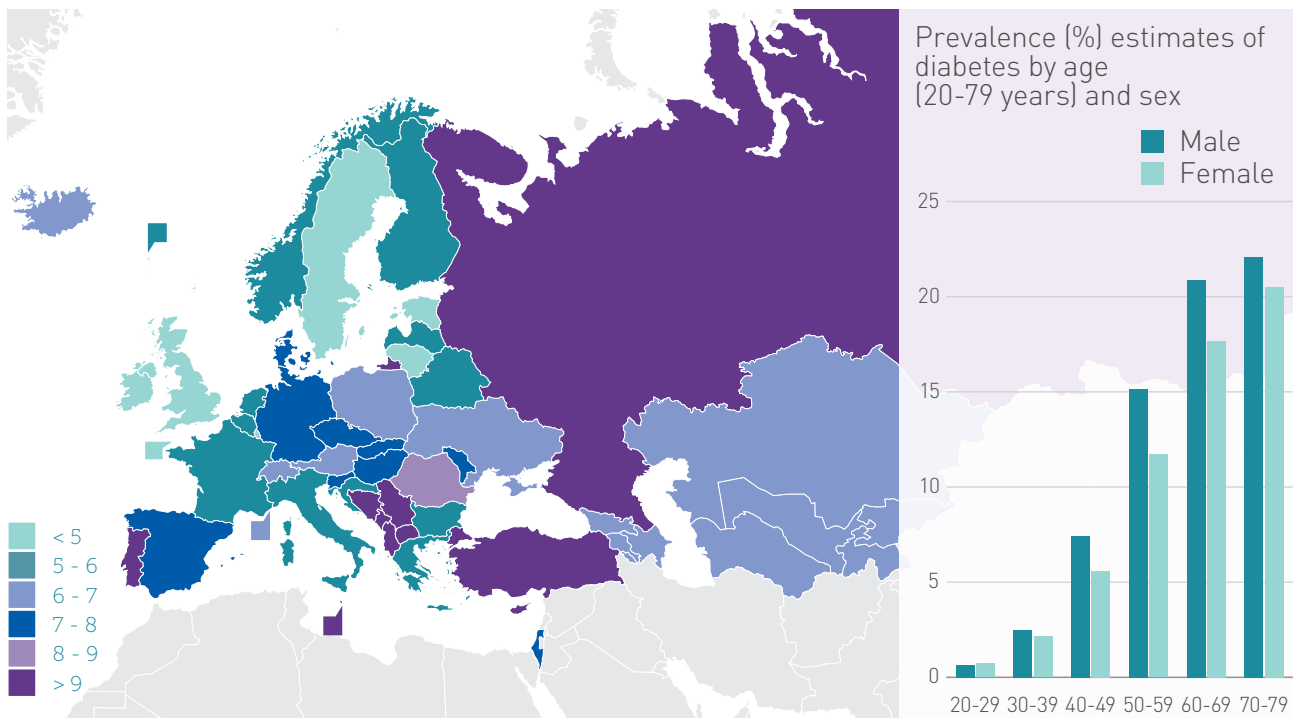 Prevalence (%) estimates of
diabetes by age
(20-79 years) and sex
Male
Female
25
20
15
10
5
0
20-29 30-39 40-49 50-59 60-69 70-79
< 5
5 - 6
6 - 7
7 - 8
8 - 9
> 9